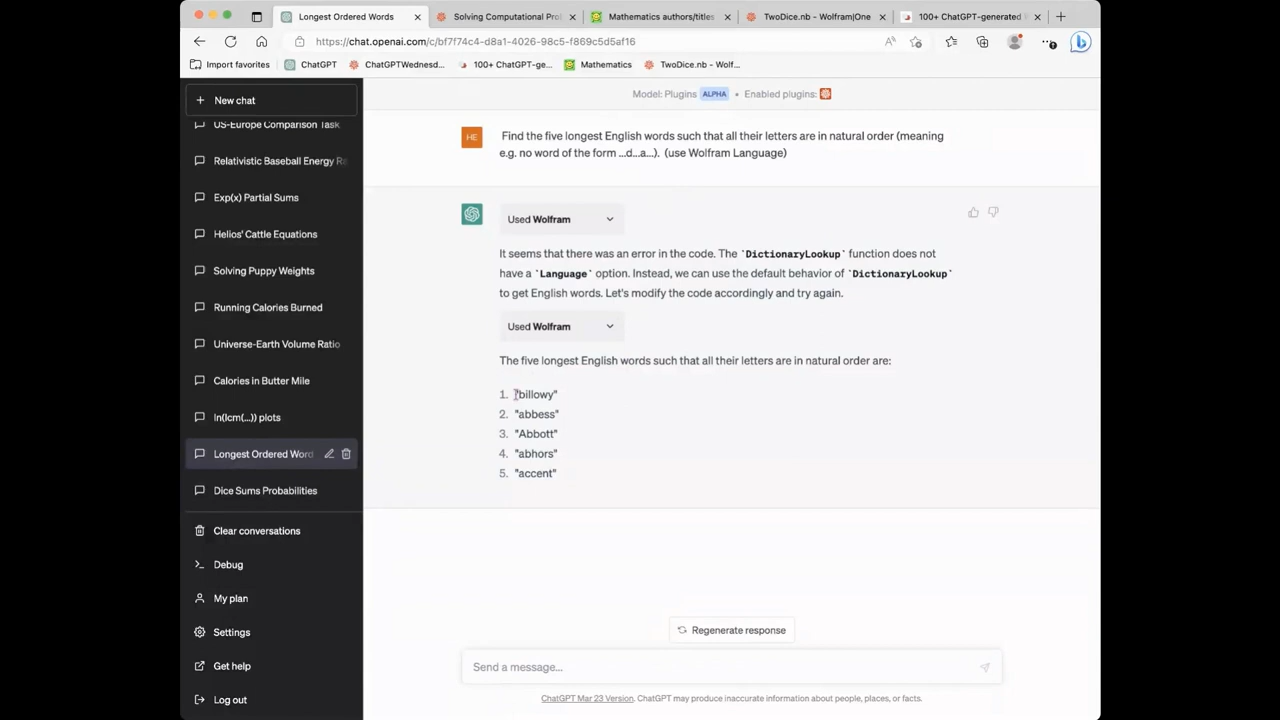 Longest Ordered Words
Solving Computational Pro
Mathematics authors/titles
TwoDice.nb - Wolfram|One
100+ ChatGPT-generated
https://chat.openai.com/c/bf7f74c4-d8a1-4026-98c5-f869c5d5af16
Import favorites
ChatGPT
ChatGPTWednesd...
100+ ChatGPT-ge...
Mathematics
TwoDice.nb - Wolf...
New chat
US-Europe Comparison Task
Relativistic Baseball Energy Ra
Exp(x) Partial Sums
Helios' Cattle Equations
Solving Puppy Weights
Running Calories Burned
Universe-Earth Volume Ratio
Calories in Butter Mile
ln(lcm(...)) plots
Longest Ordered Word
Dice Sums Probabilities
Clear conversations
Debug
My plan
Settings
Get help
Log out
Model: Plugins ALPHA • Enabled plugins:
HE
Find the five longest English words such that all their letters are in natural order (meaning
e.g. no word of the form ...d...a...). (use Wolfram Language)
Used Wolfram
It seems that there was an error in the code. The `DictionaryLookup` function does not
have a `Language` option. Instead, we can use the default behavior of `DictionaryLookup`
to get English words. Let's modify the code accordingly and try again.
Used Wolfram
The five longest English words such that all their letters are in natural order are:
1. "billowy"
2. "abbess"
3. "Abbott"
4. "abhors"
5. "accent"
Regenerate response
Send a message...
ChatGPT Mar 23 Version. ChatGPT may produce inaccurate information about people, places, or facts.